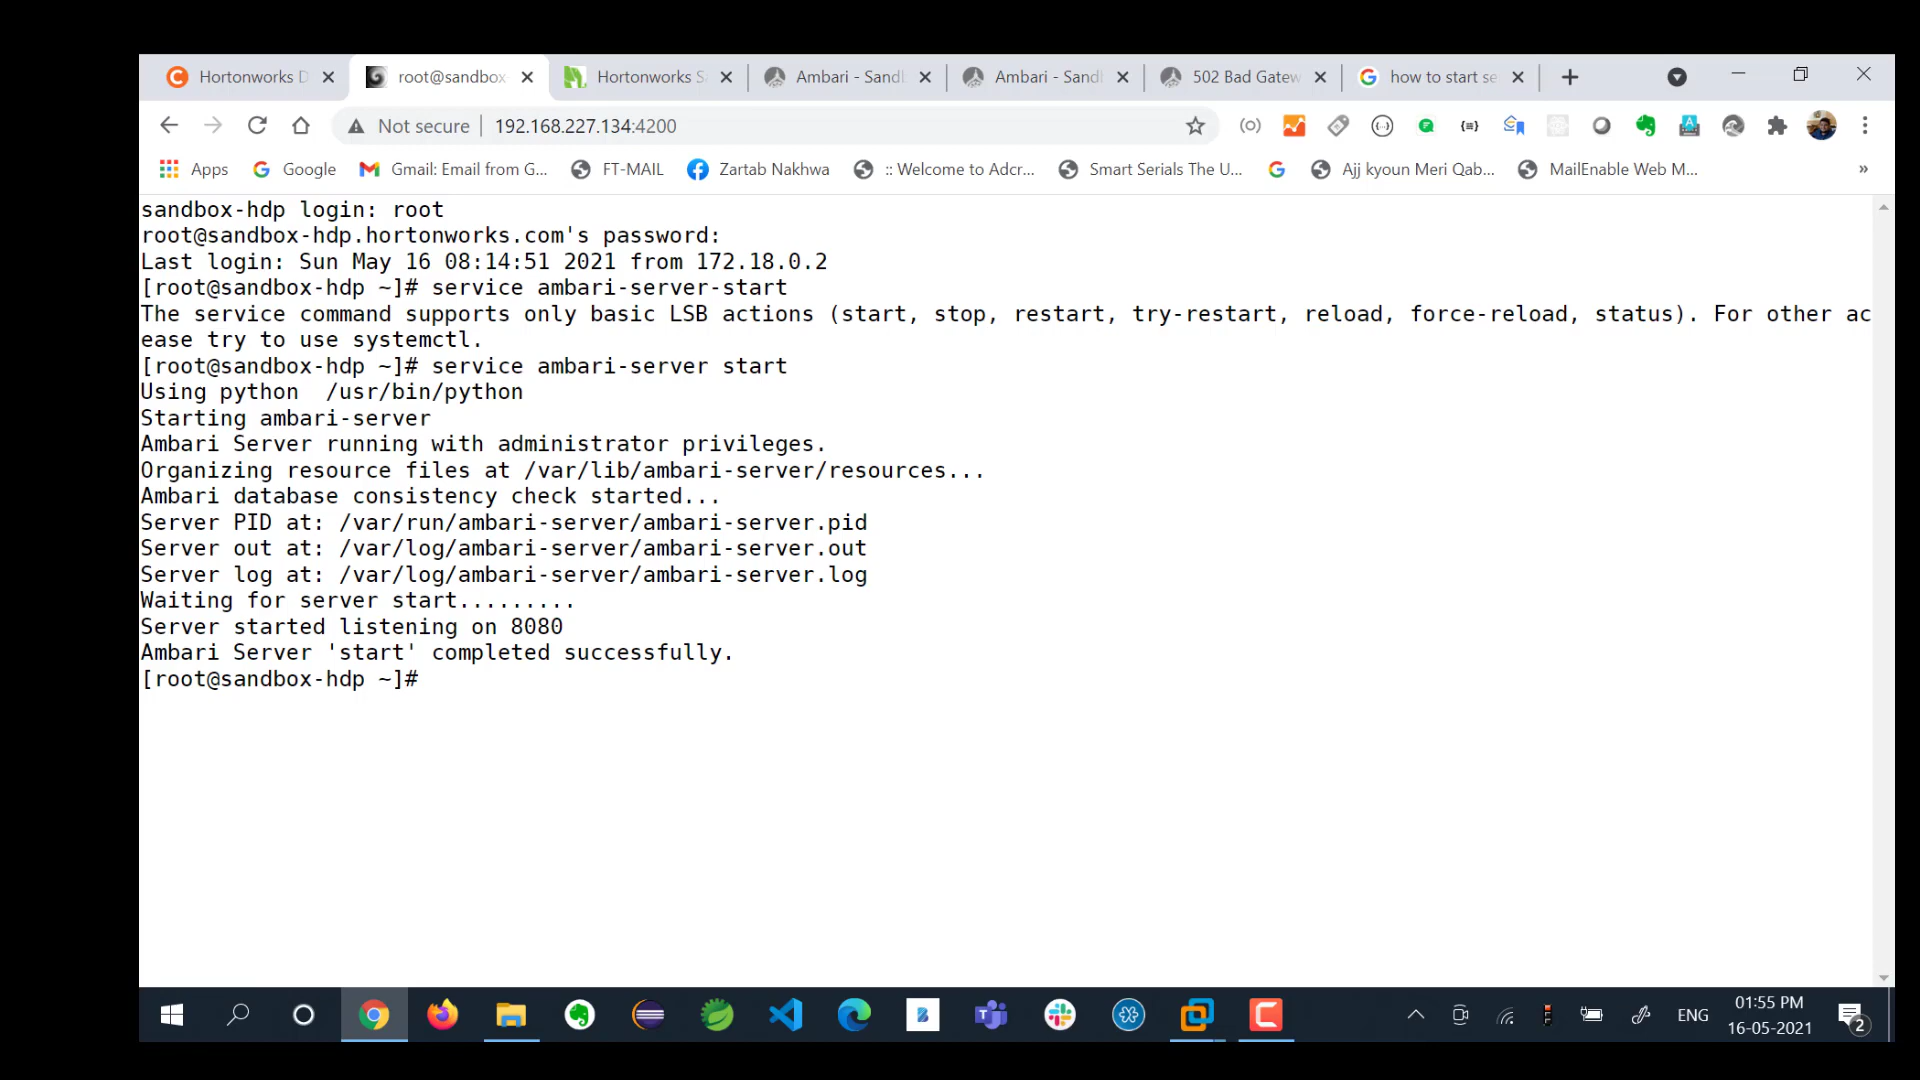 Hortonworks D
root@sandbox-
Hortonworks S
Ambari - Sand
Ambari - Sand
502 Bad Gatew
how to start se
Not secure
192.168.227.134:4200
Apps
Google
Gmail: Email from G...
FT-MAIL
Zartab Nakhwa
:: Welcome to Adcr...
Smart Serials The U...
Ajj kyoun Meri Qab...
MailEnable Web M...
»
sandbox-hdp login: root
root@sandbox-hdp.hortonworks.com's password:
Last login: Sun May 16 08:14:51 2021 from 172.18.0.2
[root@sandbox-hdp ~]# service ambari-server-start
The service command supports only basic LSB actions (start, stop, restart, try-restart, reload, force-reload, status). For other ac
ease try to use systemctl.
[root@sandbox-hdp ~]# service ambari-server start
Using python  /usr/bin/python
Starting ambari-server
Ambari Server running with administrator privileges.
Organizing resource files at /var/lib/ambari-server/resources...
Ambari database consistency check started...
Server PID at: /var/run/ambari-server/ambari-server.pid
Server out at: /var/log/ambari-server/ambari-server.out
Server log at: /var/log/ambari-server/ambari-server.log
Waiting for server start.........
Server started listening on 8080
Ambari Server 'start' completed successfully.
[root@sandbox-hdp ~]#
ENG
01:55 PM
16-05-2021
2